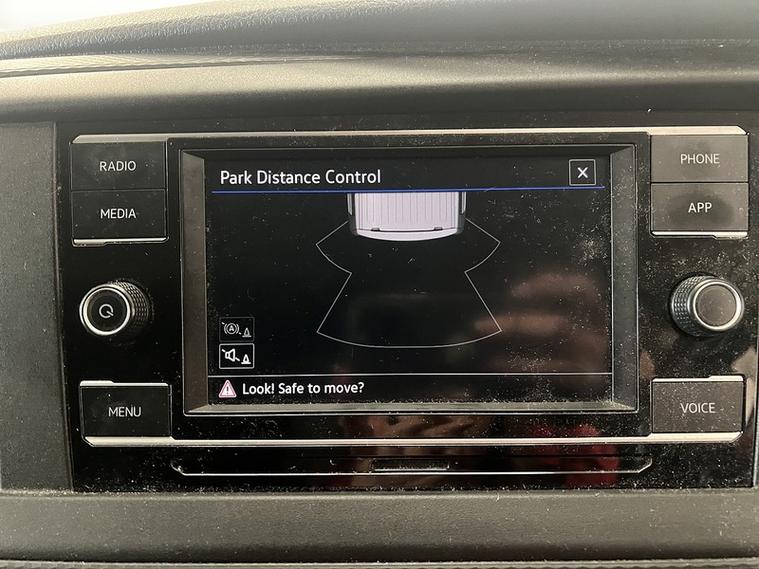 RADIO
MEDIA
MENU
Park Distance Control
Look! Safe to move?
PHONE
APP
VOICE